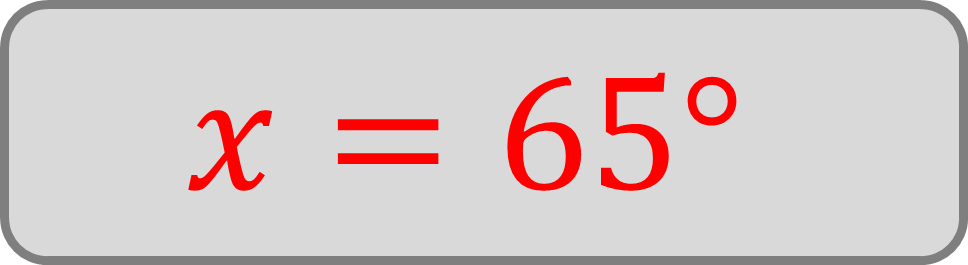 x = 65°